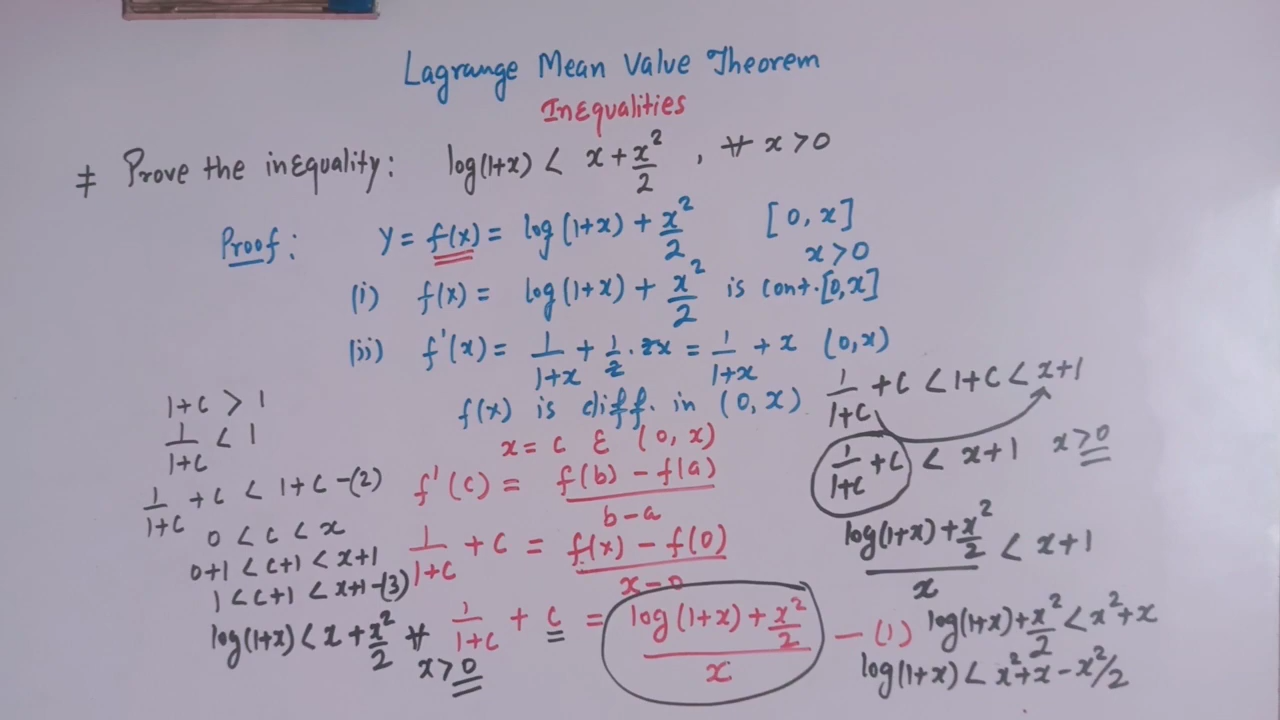 Lagrange Mean Value Theorem
Inequalities
# Prove the inequality: log(1+x) < x + x²/2 , ∀ x > 0
Proof: y = f(x) = log(1+x) + x²/2 [0, x]
x > 0
(i) f(x) = log(1+x) + x²/2 is cont. [0, x]
(ii) f'(x) = 1/(1+x) + 1/2 · 2x = 1/(1+x) + x (0, x)
f(x) is diff. in (0, x)
x = c ε (0, x)
f'(c) = (f(b) - f(a))/(b - a)
1/(1+c) + c = (f(x) - f(0))/(x - 0)
1/(1+c) + c = (log(1+x) + x²/2)/x — (1)
1+c > 1
1/(1+c) < 1
1/(1+c) + c < 1+c -(2)
0 < c < x
0+1 < c+1 < x+1
1 < c+1 < x+1 -(3)
1/(1+c) + c < 1+c < x+1
1/(1+c) + c < x+1 x > 0
(log(1+x) + x²/2)/x < x+1
log(1+x) + x²/2 < x² + x
log(1+x) < x² + x - x²/2
log(1+x) < x + x²/2 ∀
x > 0